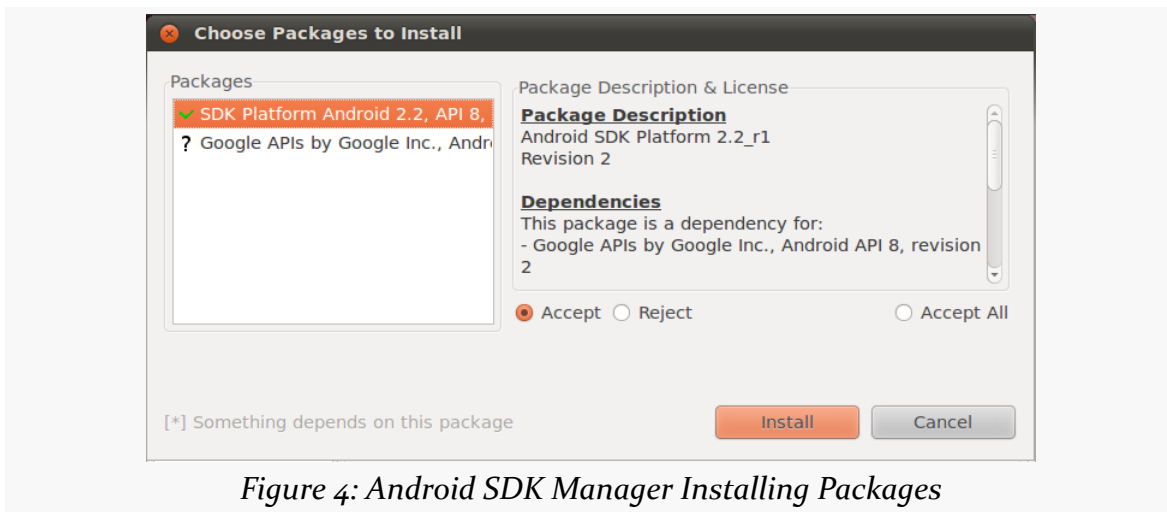 Choose Packages to Install
Packages
SDK Platform Android 2.2, API 8,
? Google APIs by Google Inc., Andr
Package Description & License
Package Description
Android SDK Platform 2.2_r1
Revision 2
Dependencies
This package is a dependency for:
- Google APIs by Google Inc., Android API 8, revision
2
Accept Reject Accept All
[*] Something depends on this package
Install Cancel
Figure 4: Android SDK Manager Installing Packages